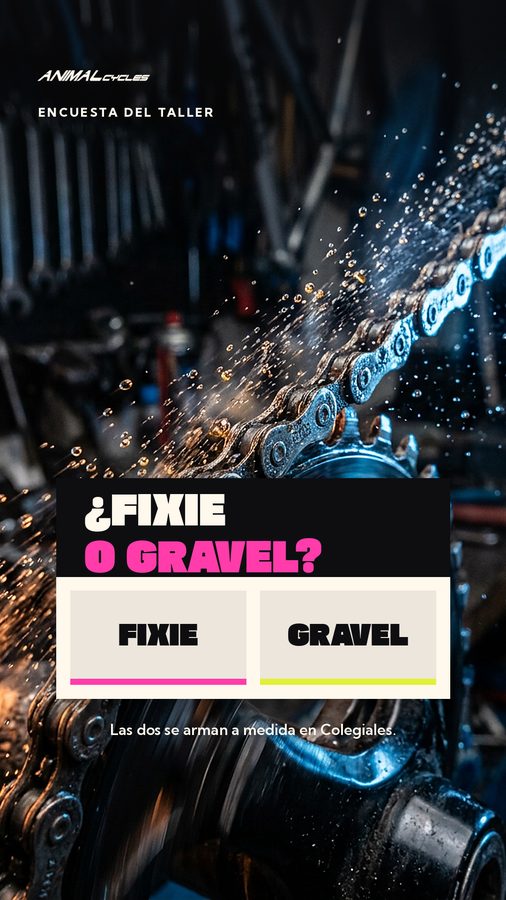 ANIMAL CYCLES
ENCUESTA DEL TALLER
¿FIXIE
O GRAVEL?
FIXIE
GRAVEL
Las dos se arman a medida en Colegiales.